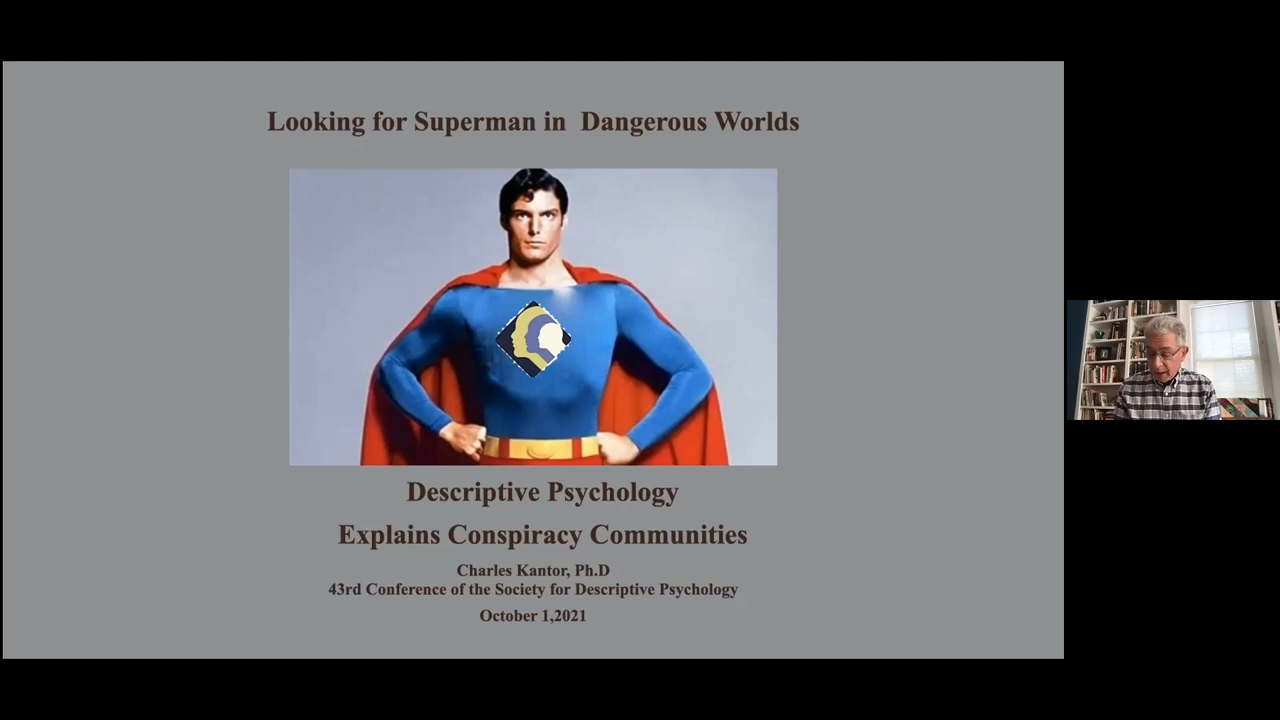 Looking for Superman in  Dangerous Worlds
Descriptive Psychology
Explains Conspiracy Communities
Charles Kantor, Ph.D
43rd Conference of the Society for Descriptive Psychology
October 1,2021